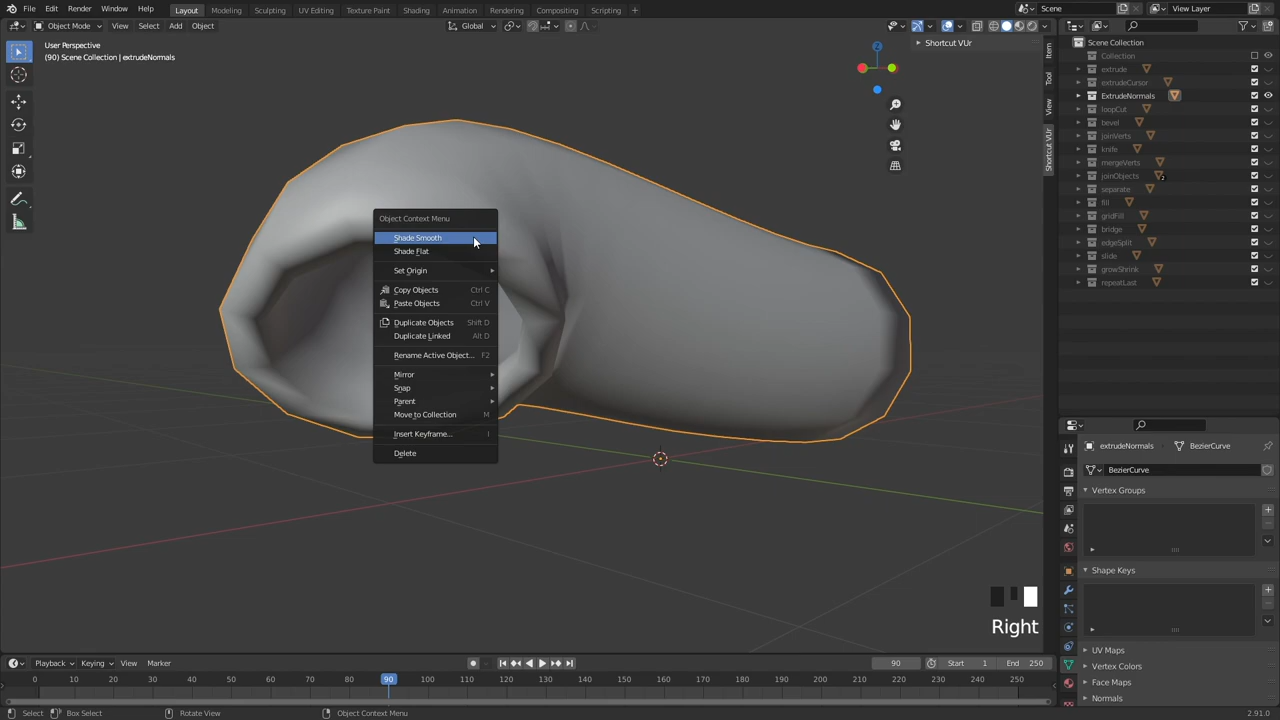 File Edit Render Window Help Layout Modeling Sculpting UV Editing Texture Paint Shading Animation Rendering Compositing Scripting + Scene View Layer
Object Mode View Select Add Object Global
User Perspective
(90) Scene Collection | extrudeNormals
Shortcut VUr
Item
Tool
View
Shortcut VUr
Z
Scene Collection
Collection
extrude
extrudeCursor
ExtrudeNormals
loopCut
bevel
joinVerts
knife
mergeVerts
joinObjects 2
separate
fill
gridFill
bridge
edgeSplit
slide
growShrink
repeatLast
Object Context Menu
Shade Smooth
Shade Flat
Set Origin
Copy Objects Ctrl C
Paste Objects Ctrl V
Duplicate Objects Shift D
Duplicate Linked Alt D
Rename Active Object... F2
Mirror
Snap
Parent
Move to Collection M
Insert Keyframe... I
Delete
extrudeNormals BezierCurve
BezierCurve
Vertex Groups
Shape Keys
UV Maps
Vertex Colors
Face Maps
Normals
Right
Playback Keying View Marker 90 Start 1 End 250
0 10 20 30 40 50 60 70 80 90 100 110 120 130 140 150 160 170 180 190 200 210 220 230 240 250
Select Box Select Rotate View Object Context Menu 2.91.0